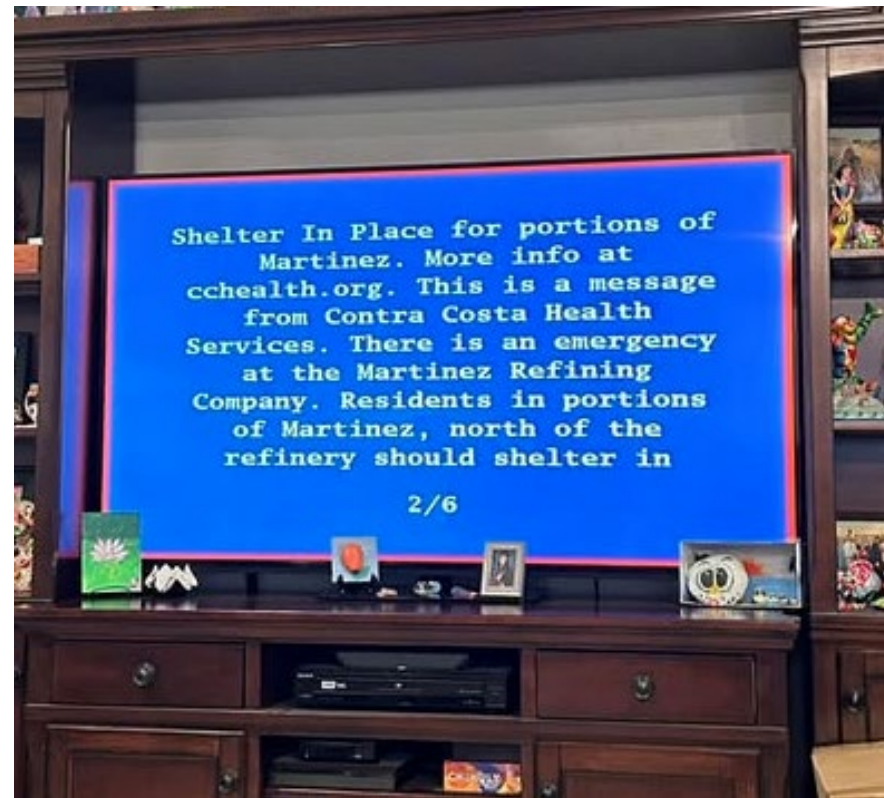 Shelter In Place for portions of
Martinez. More info at
cchealth.org. This is a message
from Contra Costa Health
Services. There is an emergency
at the Martinez Refining
Company. Residents in portions
of Martinez, north of the
refinery should shelter in
2/6